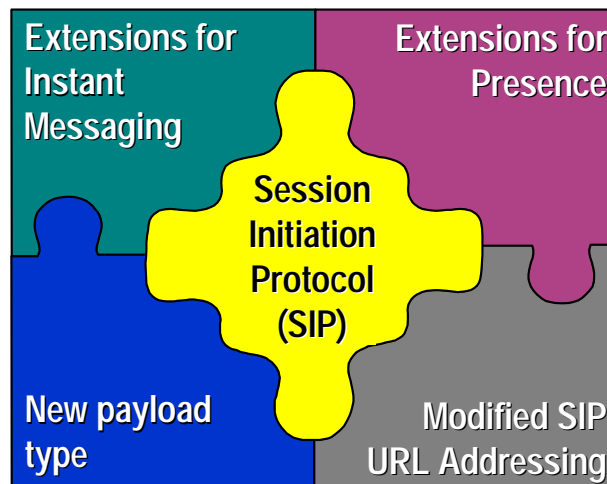 Extensions for
Instant
Messaging
Extensions for
Presence
Session
Initiation
Protocol
(SIP)
New payload
type
Modified SIP
URL Addressing